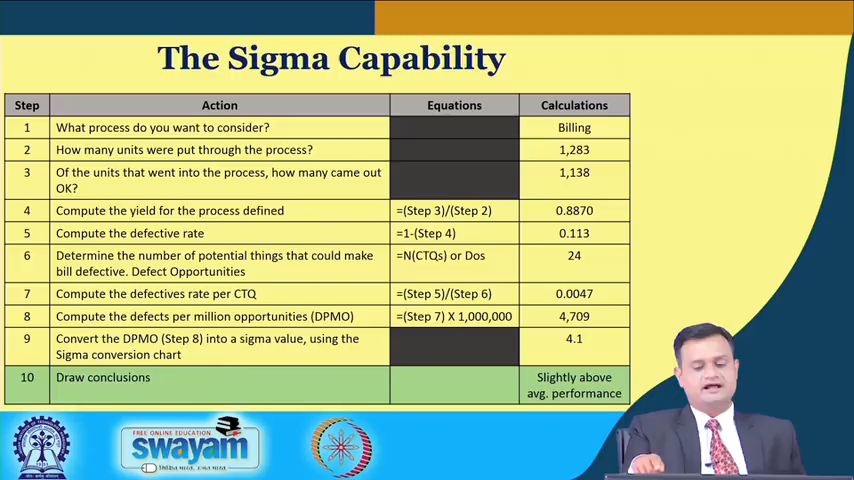 The Sigma Capability
Step Action Equations Calculations
1 What process do you want to consider? Billing
2 How many units were put through the process? 1,283
3 Of the units that went into the process, how many came out 1,138
OK?
4 Compute the yield for the process defined =(Step 3)/(Step 2) 0.8870
5 Compute the defective rate =1-(Step 4) 0.113
6 Determine the number of potential things that could make =N(CTQs) or Dos 24
bill defective. Defect Opportunities
7 Compute the defectives rate per CTQ =(Step 5)/(Step 6) 0.0047
8 Compute the defects per million opportunities (DPMO) =(Step 7) X 1,000,000 4,709
9 Convert the DPMO (Step 8) into a sigma value, using the 4.1
Sigma conversion chart
10 Draw conclusions Slightly above
avg. performance
FREE ONLINE EDUCATION
swayam